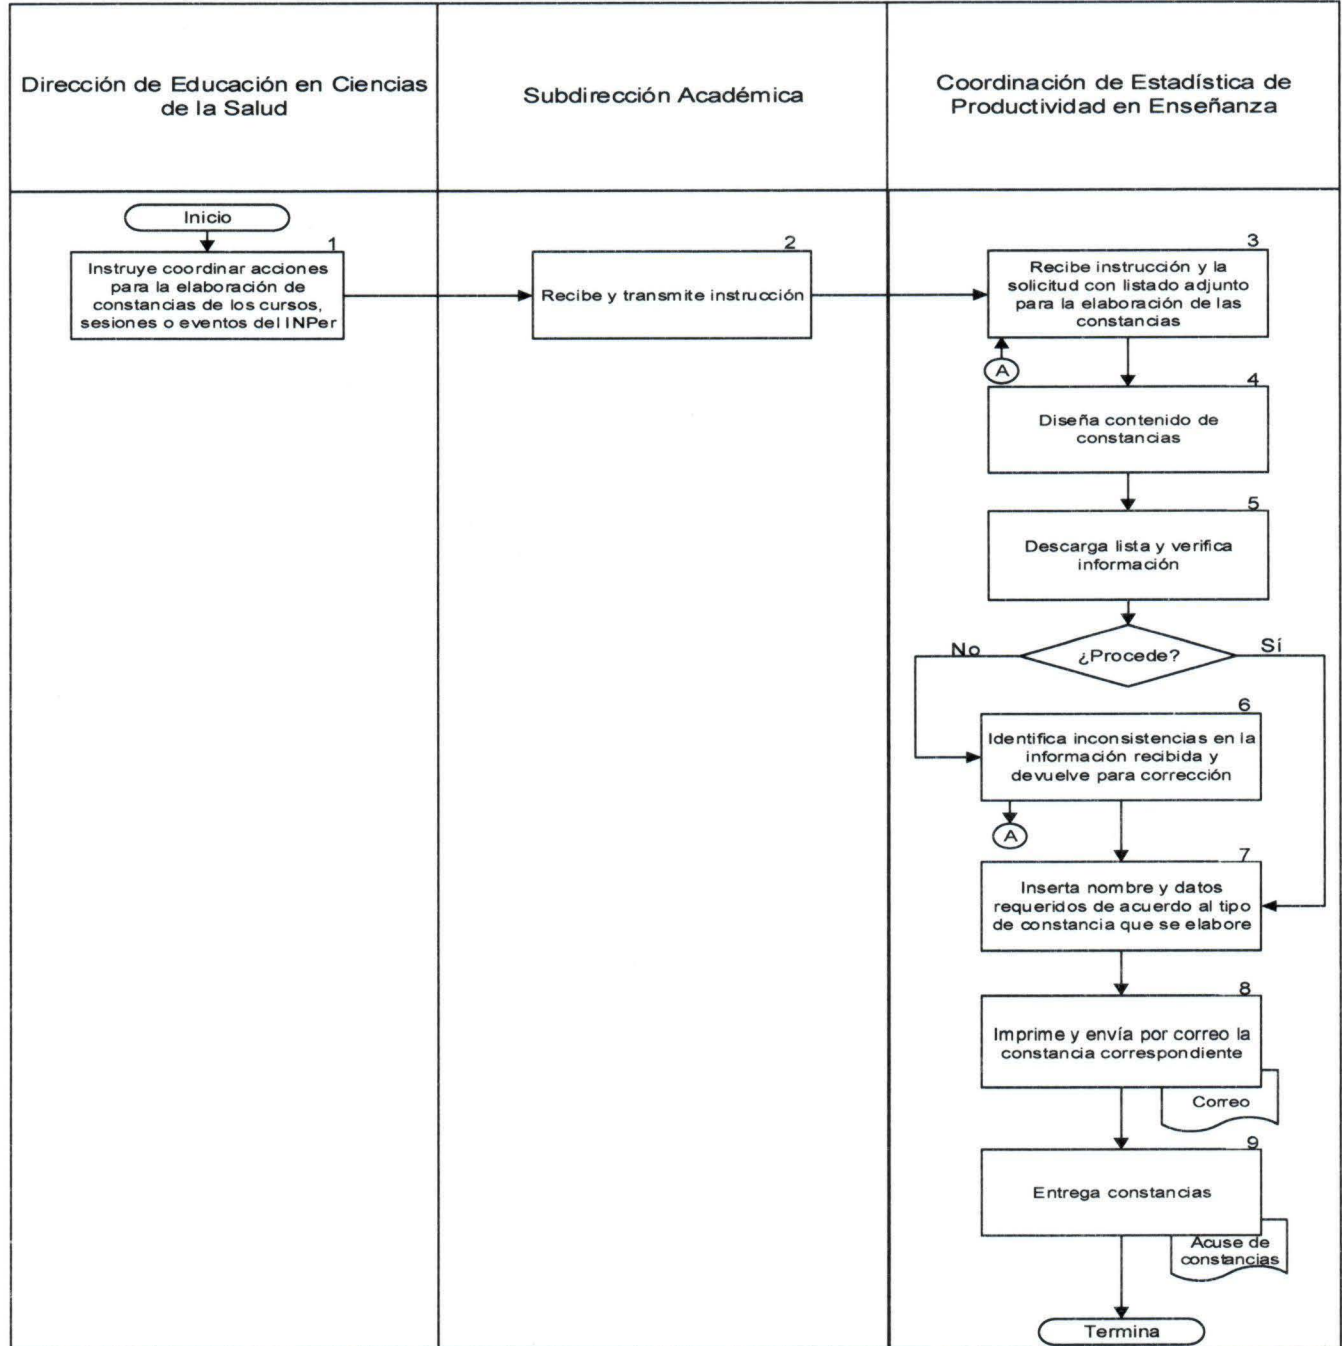 Dirección de Educación en Ciencias
de la Salud
Subdirección Académica
Coordinación de Estadística de
Productividad en Enseñanza
Inicio
1
Instruye coordinar acciones
para la elaboración de
constancias de los cursos,
sesiones o eventos del INPer
2
Recibe y transmite instrucción
3
Recibe instrucción y la
solicitud con listado adjunto
para la elaboración de las
constancias
A
4
Diseña contenido de
constancias
5
Descarga lista y verifica
información
¿Procede?
No
Sí
6
Identifica inconsistencias en la
información recibida y
devuelve para corrección
A
7
Inserta nombre y datos
requeridos de acuerdo al tipo
de constancia que se elabore
8
Imprime y envía por correo la
constancia correspondiente
Correo
9
Entrega constancias
Acuse de
constancias
Termina